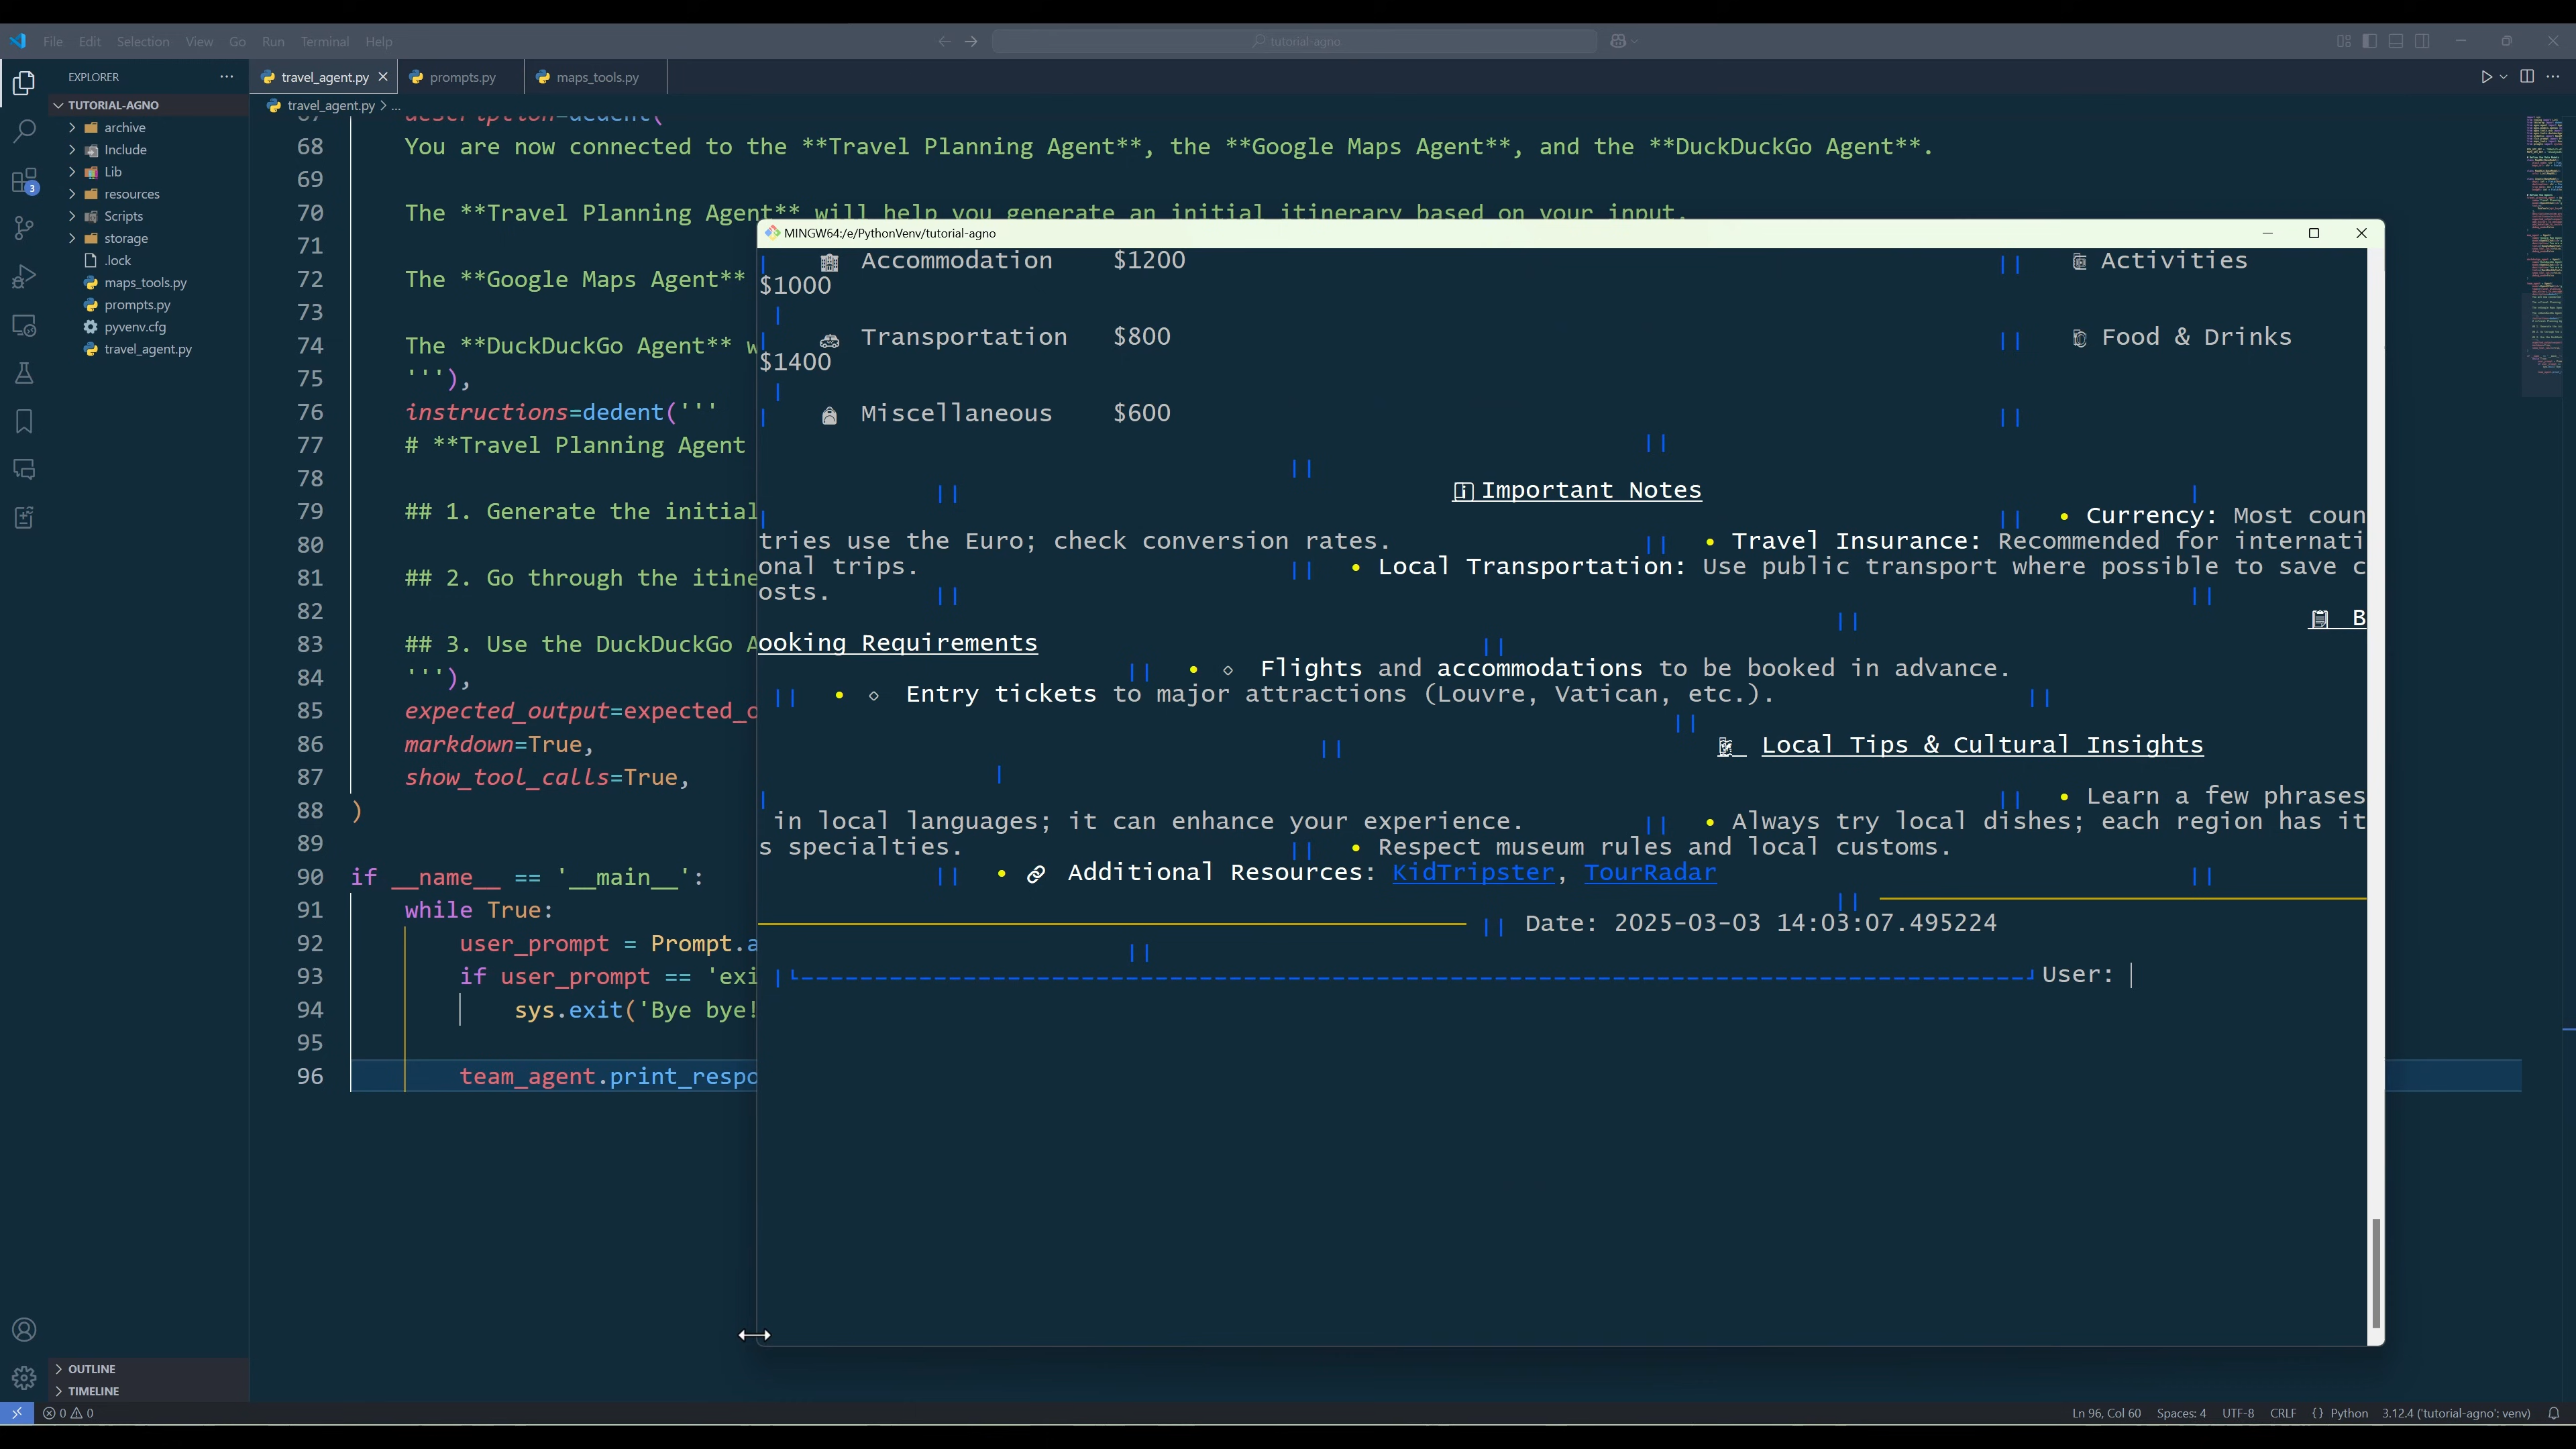 File Edit Selection View Go Run Terminal Help
tutorial-agno
EXPLORER
travel_agent.py
prompts.py
maps_tools.py
TUTORIAL-AGNO
archive
Include
Lib
resources
Scripts
storage
.lock
maps_tools.py
prompts.py
pyvenv.cfg
travel_agent.py
3
OUTLINE
TIMELINE
travel_agent.py > ...
67 description=dedent(
68 You are now connected to the **Travel Planning Agent**, the **Google Maps Agent**, and the **DuckDuckGo Agent**.
69
70 The **Travel Planning Agent** will help you generate an initial itinerary based on your input.
71
72 The **Google Maps Agent**
73
74 The **DuckDuckGo Agent** w
75 '''),
76 instructions=dedent('''
77 # **Travel Planning Agent
78
79 ## 1. Generate the initial
80
81 ## 2. Go through the itine
82
83 ## 3. Use the DuckDuckGo A
84 '''),
85 expected_output=expected_o
86 markdown=True,
87 show_tool_calls=True,
88 )
89
90 if __name__ == '__main__':
91 while True:
92 user_prompt = Prompt.a
93 if user_prompt == 'exi
94 sys.exit('Bye bye!
95
96 team_agent.print_respo
MINGW64:/e/PythonVenv/tutorial-agno
Accommodation $1200 || Activities
$1000
Transportation $800 || Food & Drinks
$1400
Miscellaneous $600 ||
Important Notes
|| • Currency: Most coun
tries use the Euro; check conversion rates. || • Travel Insurance: Recommended for internati
onal trips. || • Local Transportation: Use public transport where possible to save c
osts. ||
B
ooking Requirements
|| • ◇ Flights and accommodations to be booked in advance.
|| • ◇ Entry tickets to major attractions (Louvre, Vatican, etc.). ||
Local Tips & Cultural Insights
|| • Learn a few phrases
in local languages; it can enhance your experience. || • Always try local dishes; each region has it
s specialties. || • Respect museum rules and local customs.
|| • 🔗 Additional Resources: KidTripster, TourRadar ||
|| Date: 2025-03-03 14:03:07.495224
User:
0 0
Ln 96, Col 60 Spaces: 4 UTF-8 CRLF {} Python 3.12.4 ('tutorial-agno': venv)